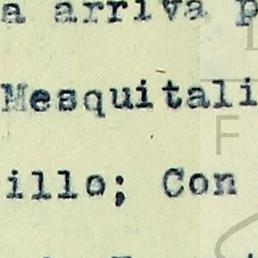 a arriva p
Mesquitali
illo; Con
F